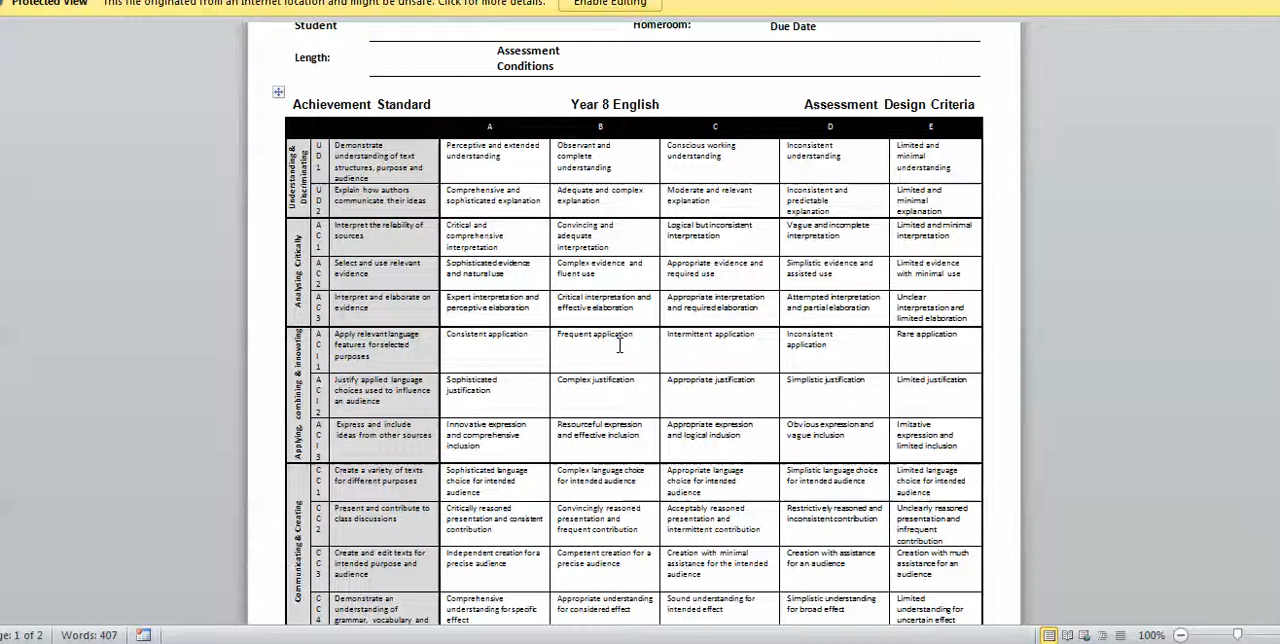 Protected View This file originated from an Internet location and might be unsafe. Click for more details. Enable Editing
Student Homeroom: Due Date
Length: Assessment
Conditions
Achievement Standard Year 8 English Assessment Design Criteria
A B C D E
Understanding & Discriminating
UD1
Demonstrate understanding of text structures, purpose and audience
Perceptive and extended understanding
Observant and complete understanding
Conscious working understanding
Inconsistent understanding
Limited and minimal understanding
UD2
Explain how authors communicate their ideas
Comprehensive and sophisticated explanation
Adequate and complex explanation
Moderate and relevant explanation
Inconsistent and predictable explanation
Limited and minimal explanation
Analysing Critically
AC1
Interpret the reliability of sources
Critical and comprehensive interpretation
Convincing and adequate interpretation
Logical but inconsistent interpretation
Vague and incomplete interpretation
Limited and minimal interpretation
AC2
Select and use relevant evidence
Sophisticated evidence and natural use
Complex evidence and fluent use
Appropriate evidence and required use
Simplistic evidence and assisted use
Limited evidence with minimal use
AC3
Interpret and elaborate on evidence
Expert interpretation and perceptive elaboration
Critical interpretation and effective elaboration
Appropriate interpretation and required elaboration
Attempted interpretation and partial elaboration
Unclear interpretation and limited elaboration
Applying, combining & innovating
ACI1
Apply relevant language features for selected purposes
Consistent application
Frequent application
Intermittent application
Inconsistent application
Rare application
ACI2
Justify applied language choices used to influence an audience
Sophisticated justification
Complex justification
Appropriate justification
Simplistic justification
Limited justification
ACI3
Express and include ideas from other sources
Innovative expression and comprehensive inclusion
Resourceful expression and effective inclusion
Appropriate expression and logical inclusion
Obvious expression and vague inclusion
Imitative expression and limited inclusion
Communicating & Creating
CC1
Create a variety of texts for different purposes
Sophisticated language choice for intended audience
Complex language choice for intended audience
Appropriate language choice for intended audience
Simplistic language choice for intended audience
Limited language choice for intended audience
CC2
Present and contribute to class discussions
Critically reasoned presentation and consistent contribution
Convincingly reasoned presentation and frequent contribution
Acceptably reasoned presentation and intermittent contribution
Restrictively reasoned and inconsistent contribution
Unclearly reasoned presentation and infrequent contribution
CC3
Create and edit texts for intended purpose and audience
Independent creation for a precise audience
Competent creation for a precise audience
Creation with minimal assistance for the intended audience
Creation with assistance for an audience
Creation with much assistance for an audience
CC4
Demonstrate an understanding of grammar, vocabulary and
Comprehensive understanding for specific effect
Appropriate understanding for considered effect
Sound understanding for intended effect
Simplistic understanding for broad effect
Limited understanding for uncertain effect
ge: 1 of 2 Words: 407 100%